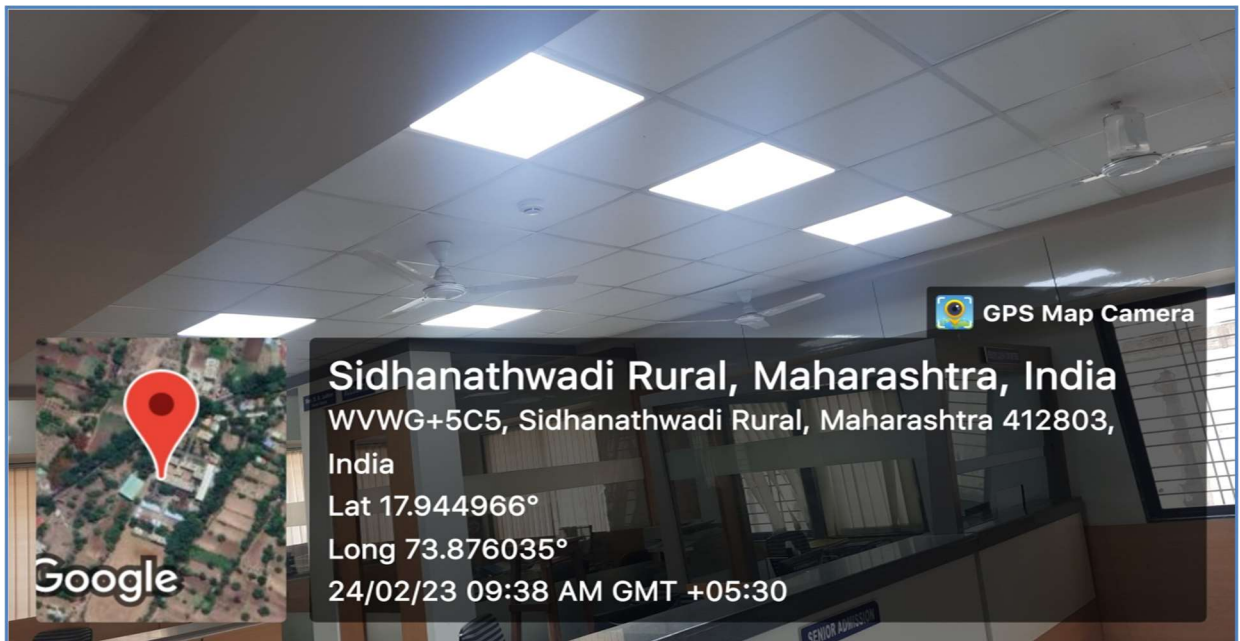 GPS Map Camera
Sidhanathwadi Rural, Maharashtra, India
WVWG+5C5, Sidhanathwadi Rural, Maharashtra 412803,
India
Lat 17.944966°
Long 73.876035°
24/02/23 09:38 AM GMT +05:30
Google
SENIOR ADMISSION